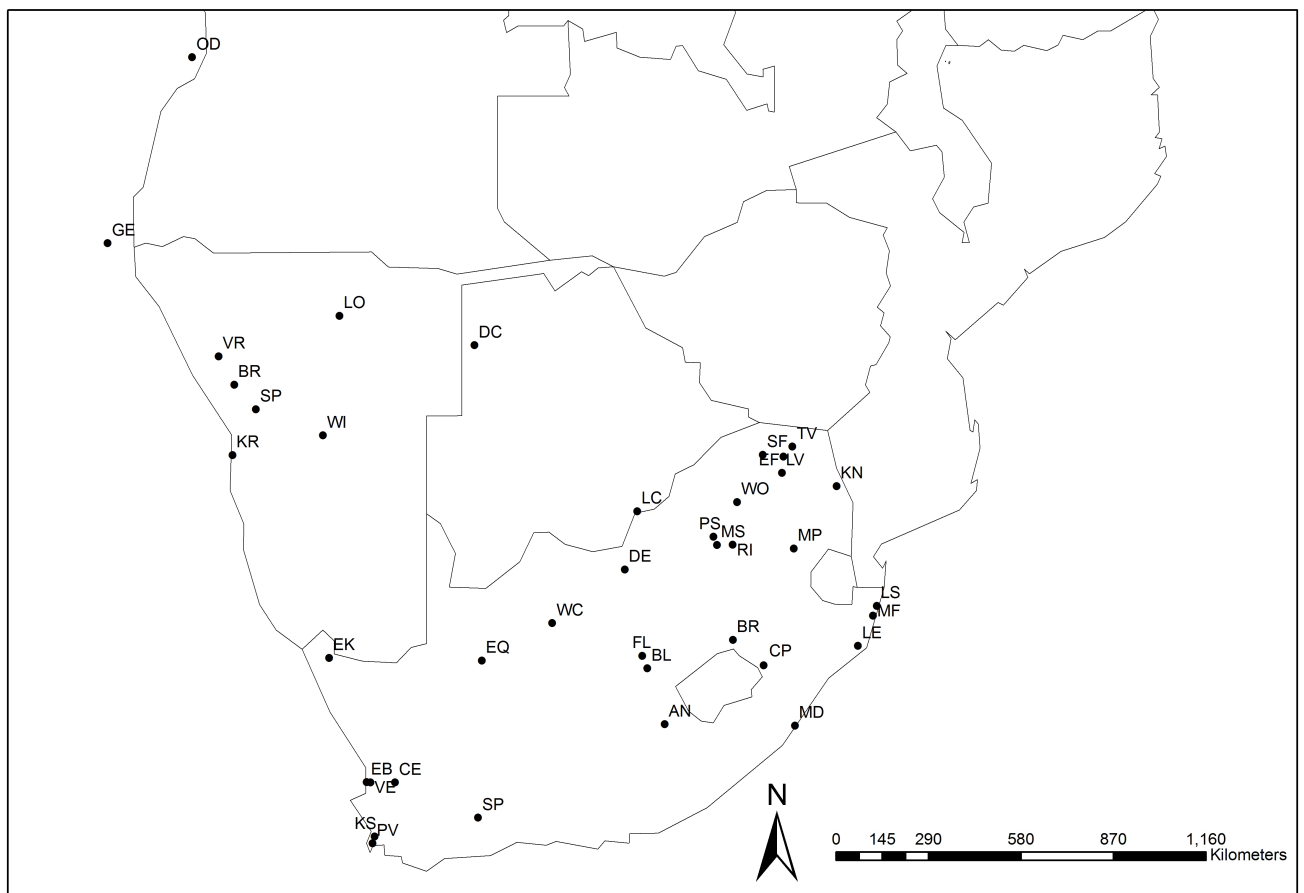 OD
GE
LO
VR
DC
BR
SP
WI
KR
SF
TV
EF
LV
KN
WO
LC
PS
MS
RI
MP
DE
LS
MF
WC
BR
LE
EK
EQ
FL
BL
CP
AN
MD
EB
CE
VE
SP
KS
PV
N
0 145 290 580 870 1,160
Kilometers